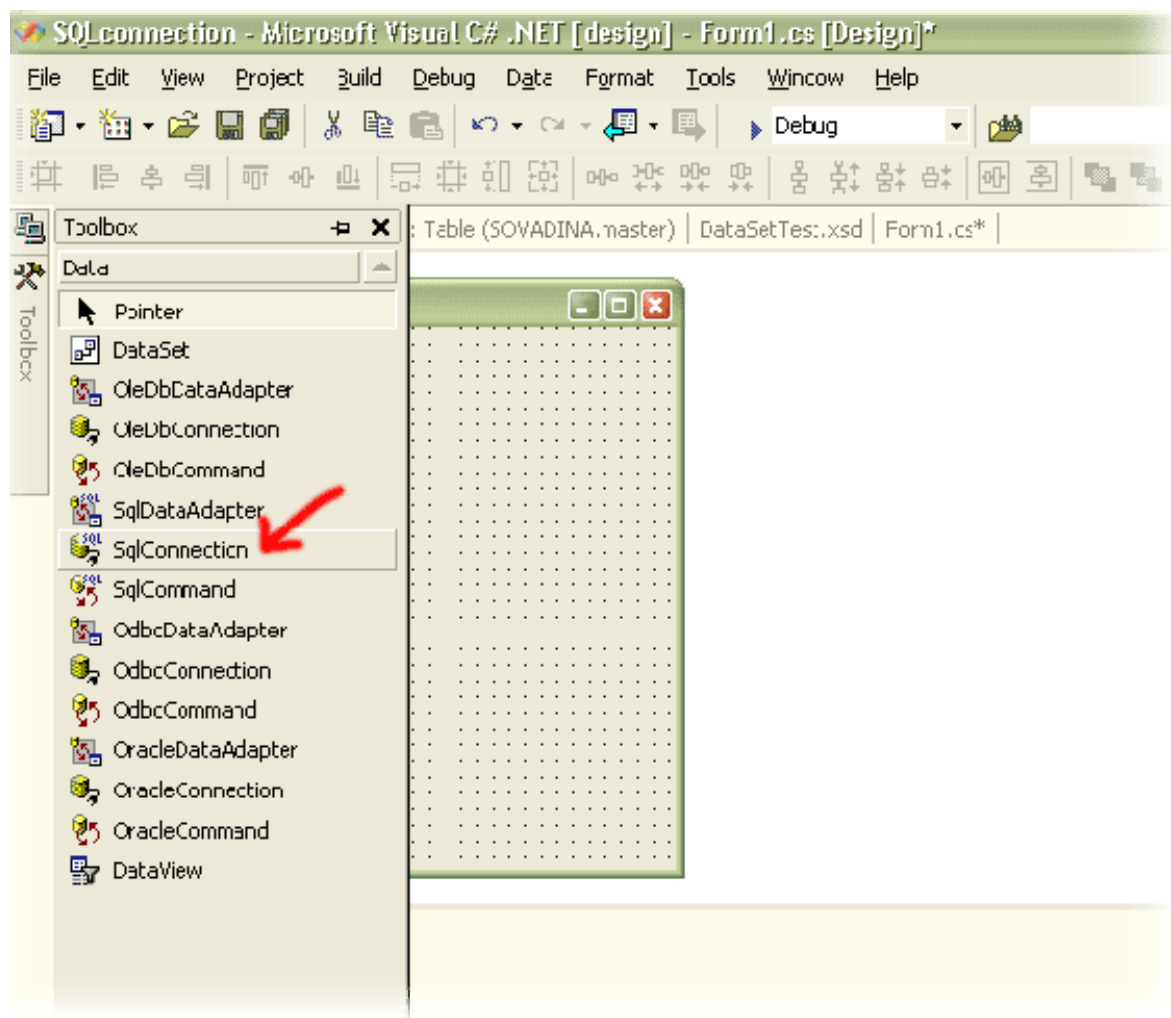 SQLconnection - Microsoft Visual C# .NET [design] - Form1.cs [Design]*
File Edit View Project Build Debug Data Format Tools Window Help
Debug
Toolbox
: Table (SOVADINA.master) DataSetTest.xsd Form1.cs*
Data
Toolbox
Pointer
DataSet
OleDbDataAdapter
OleDbConnection
OleDbCommand
SqlDataAdapter
SqlConnection
SqlCommand
OdbcDataAdapter
OdbcConnection
OdbcCommand
OracleDataAdapter
OracleConnection
OracleCommand
DataView